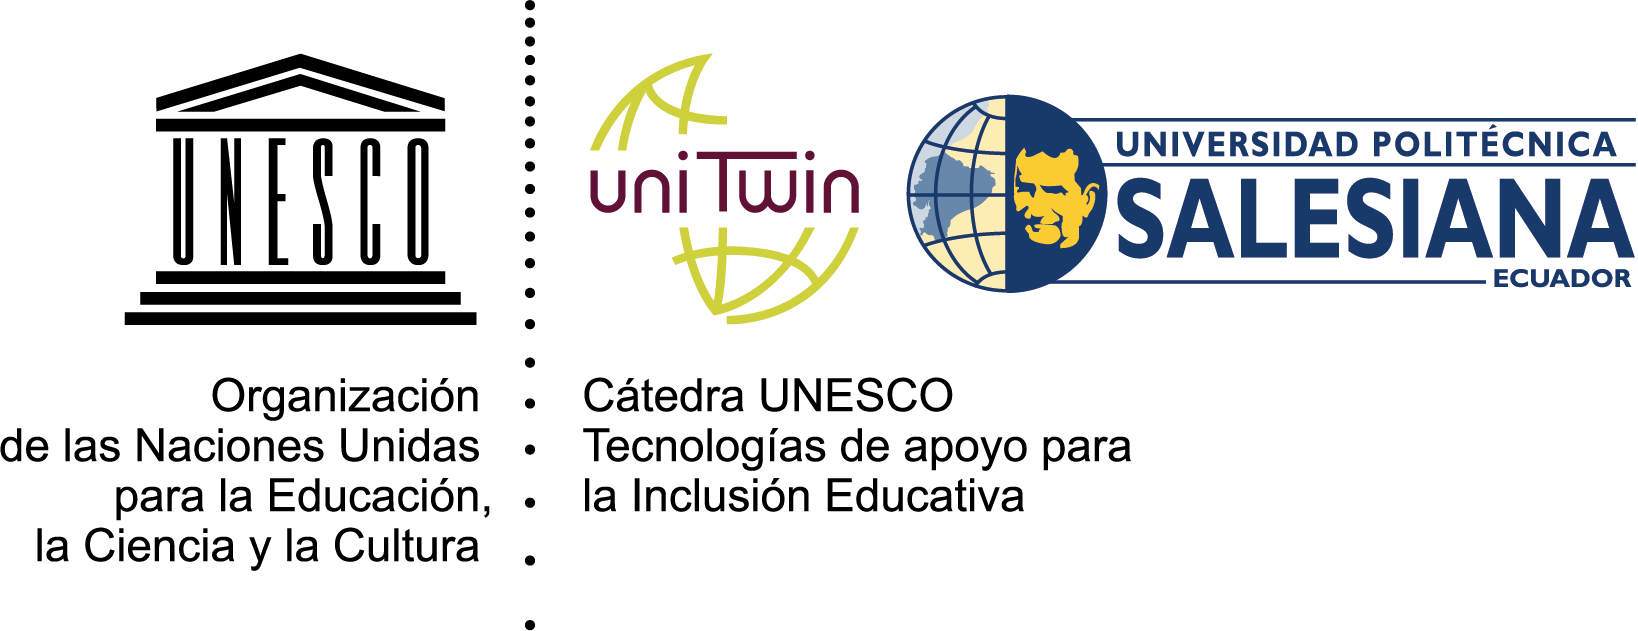 UNESCO
Organización
de las Naciones Unidas
para la Educación,
la Ciencia y la Cultura
uniTwin
UNIVERSIDAD POLITÉCNICA
SALESIANA
ECUADOR
Cátedra UNESCO
Tecnologías de apoyo para
la Inclusión Educativa